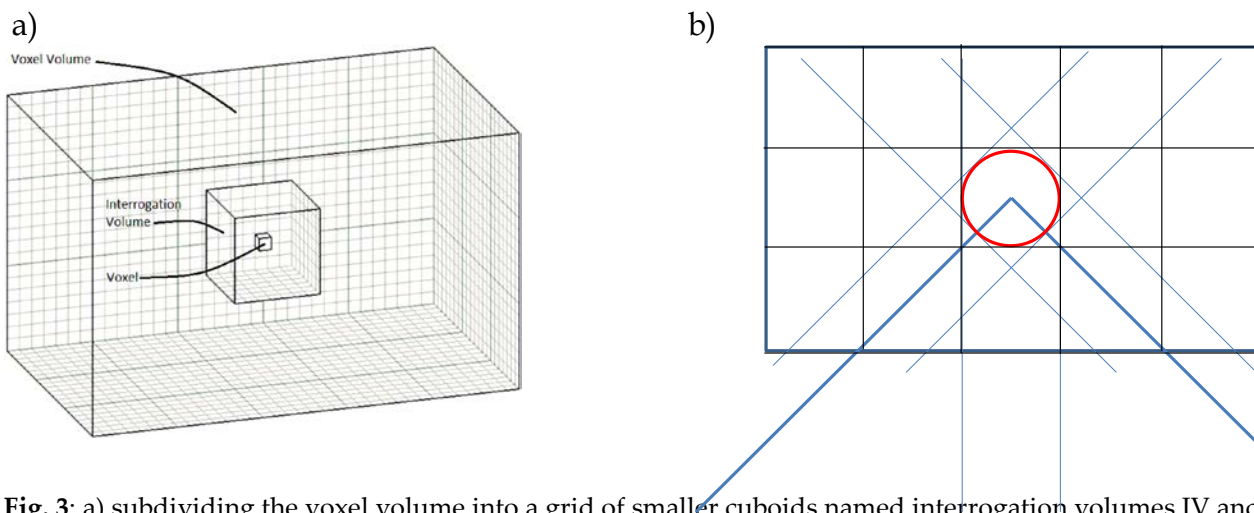 a)
b)
Voxel Volume
Interrogation
Volume
Voxel
Fig. 3: a) subdividing the voxel volume into a grid of smaller cuboids named interrogation volumes IV and